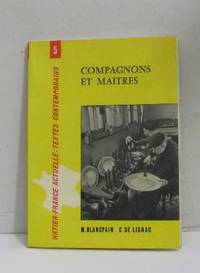 5
HATIER-FRANCE ACTUELLE-TEXTES CONTEMPORAINS
COMPAGNONS
ET MAITRES
M.BLANCPAIN C DE LIGNAC